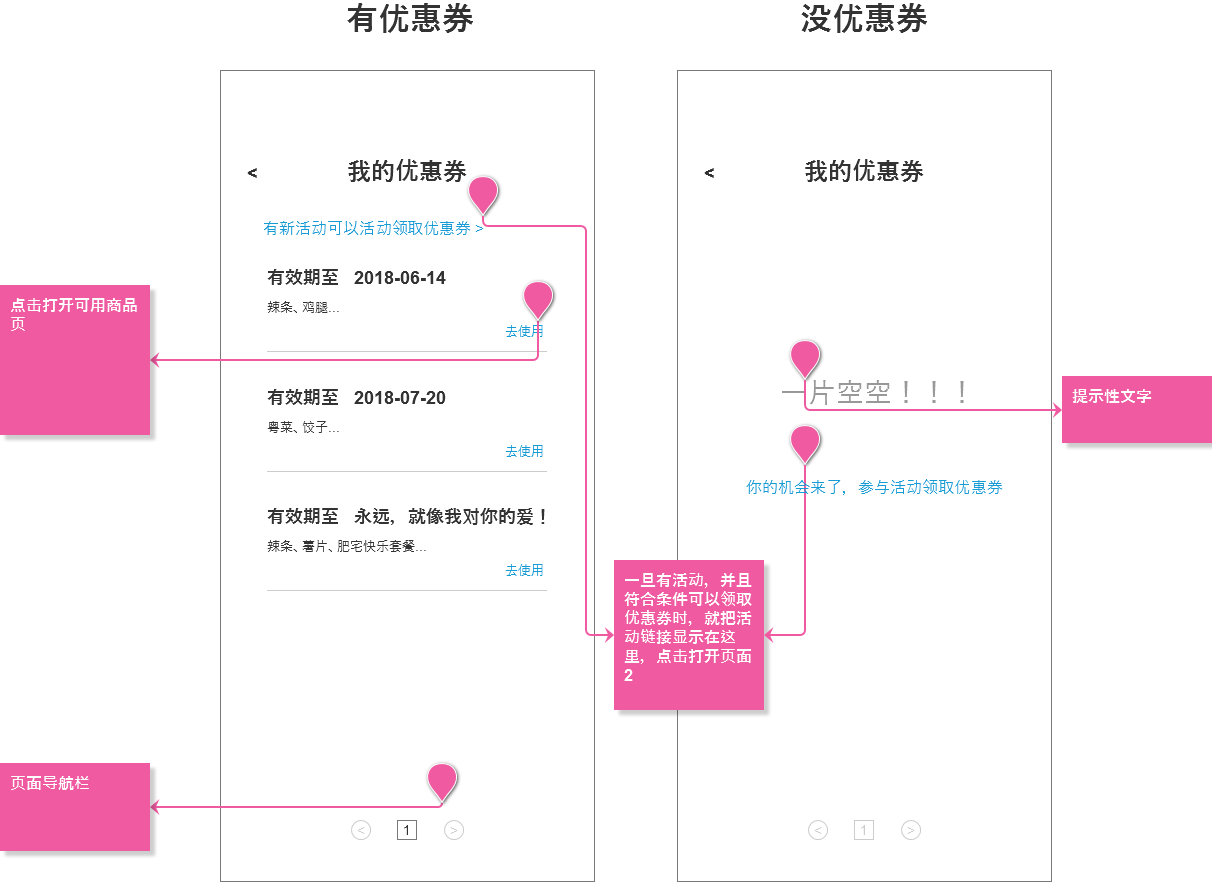 有优惠券
没优惠券
<
我的优惠券
有新活动可以活动领取优惠券 >
有效期至 2018-06-14
辣条、鸡腿...
去使用
有效期至 2018-07-20
粤菜、饺子...
去使用
有效期至 永远，就像我对你的爱！
辣条、薯片、肥宅快乐套餐...
去使用
<
1
>
点击打开可用商品
页
页面导航栏
<
我的优惠券
一片空空！！！
你的机会来了，参与活动领取优惠券
<
1
>
一旦有活动，并且
符合条件可以领取
优惠券时，就把活
动链接显示在这
里，点击打开页面
2
提示性文字